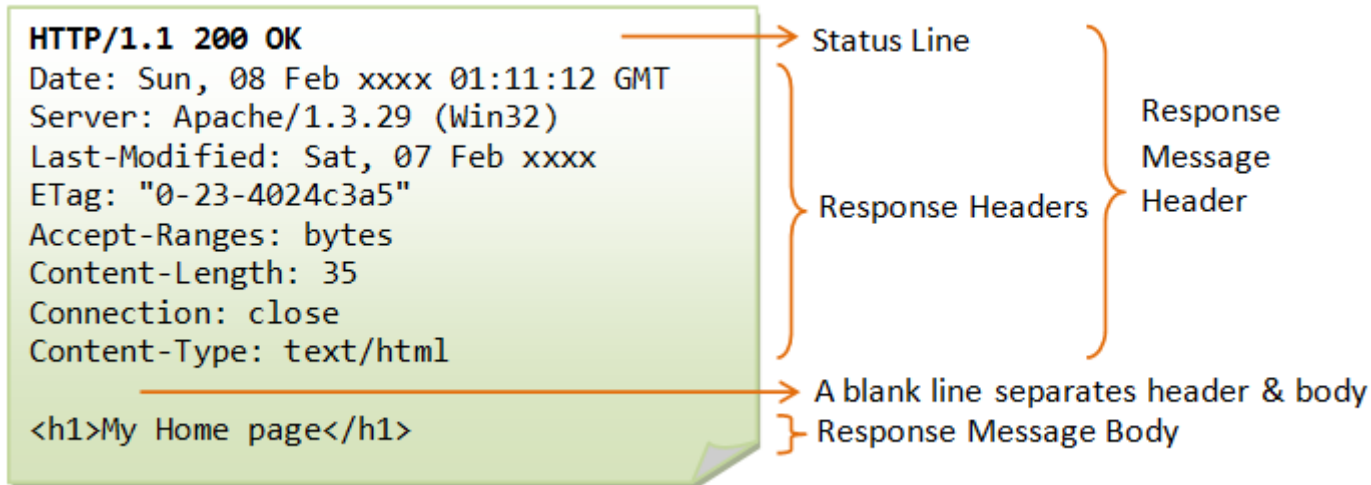 HTTP/1.1 200 OK
Date: Sun, 08 Feb xxxx 01:11:12 GMT
Server: Apache/1.3.29 (Win32)
Last-Modified: Sat, 07 Feb xxxx
ETag: "0-23-4024c3a5"
Accept-Ranges: bytes
Content-Length: 35
Connection: close
Content-Type: text/html
<h1>My Home page</h1>
Status Line
Response Headers
Response
Message
Header
A blank line separates header & body
Response Message Body